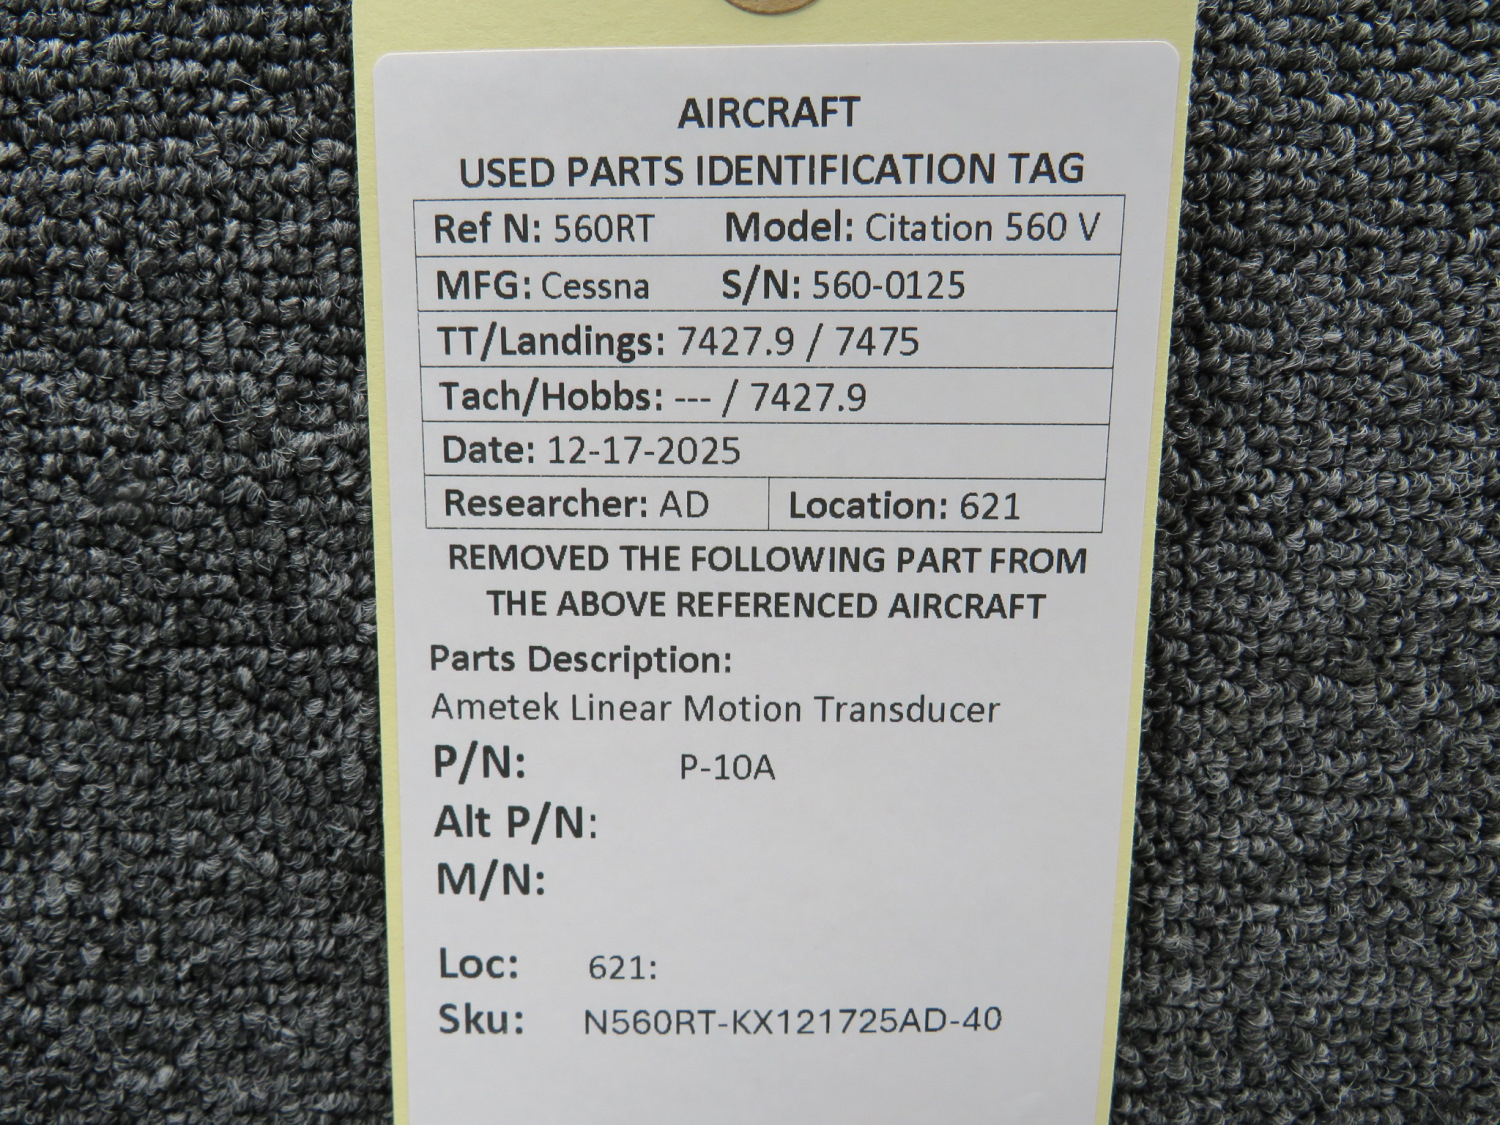 AIRCRAFT
USED PARTS IDENTIFICATION TAG
Ref N: 560RT Model: Citation 560 V
MFG: Cessna S/N: 560-0125
TT/Landings: 7427.9 / 7475
Tach/Hobbs: --- / 7427.9
Date: 12-17-2025
Researcher: AD Location: 621
REMOVED THE FOLLOWING PART FROM
THE ABOVE REFERENCED AIRCRAFT
Parts Description:
Ametek Linear Motion Transducer
P/N: P-10A
Alt P/N:
M/N:
Loc: 621:
Sku: N560RT-KX121725AD-40